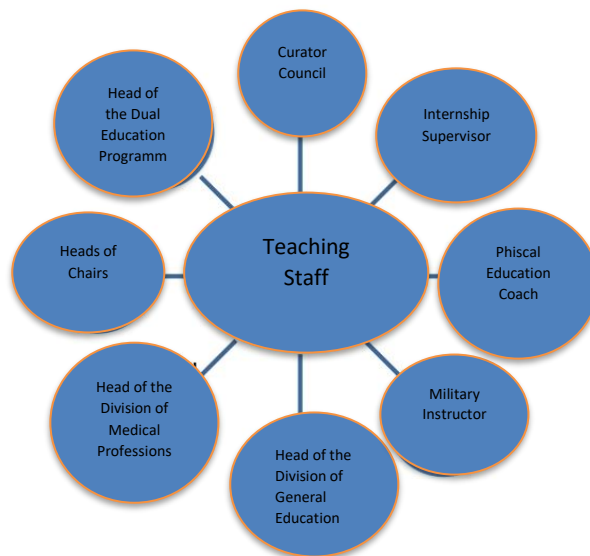 Curator
Council
Head of
the Dual
Education
Programm
Internship
Supervisor
Teaching
Staff
Heads of
Chairs
Phiscal
Education
Coach
Head of the
Division of
Medical
Professions
Military
Instructor
Head of the
Division of
General
Education